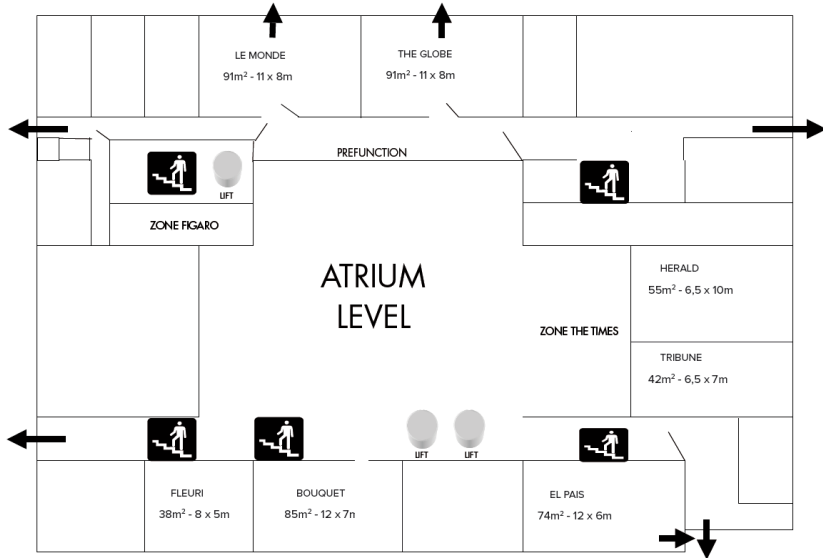 LE MONDE
91m² - 11 x 8m
THE GLOBE
91m² - 11 x 8m
PREFUNCTION
LIFT
ZONE FIGARO
ATRIUM
LEVEL
HERALD
55m² - 6,5 x 10m
ZONE THE TIMES
TRIBUNE
42m² - 6,5 x 7m
LIFT
LIFT
FLEURI
38m² - 8 x 5m
BOUQUET
85m² - 12 x 7m
EL PAIS
74m² - 12 x 6m